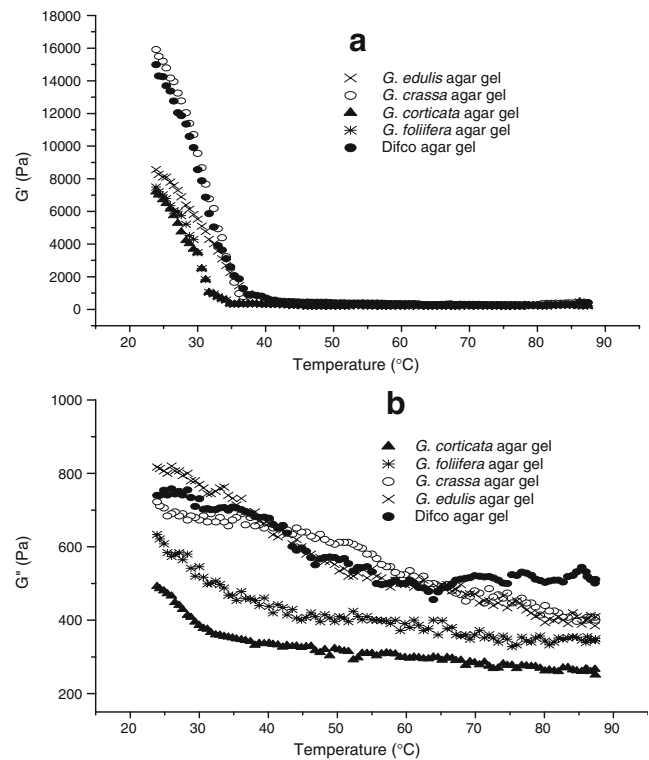 a
18000
16000
14000
12000
10000
8000
6000
4000
2000
0
G' (Pa)
G. edulis agar gel
G. crassa agar gel
G. corticata agar gel
G. foliifera agar gel
Difco agar gel
20 30 40 50 60 70 80 90
Temperature (°C)
b
1000
800
600
400
200
G" (Pa)
G. corticata agar gel
G. foliifera agar gel
G. crassa agar gel
G. edulis agar gel
Difco agar gel
20 30 40 50 60 70 80 90
Temperature (°C)